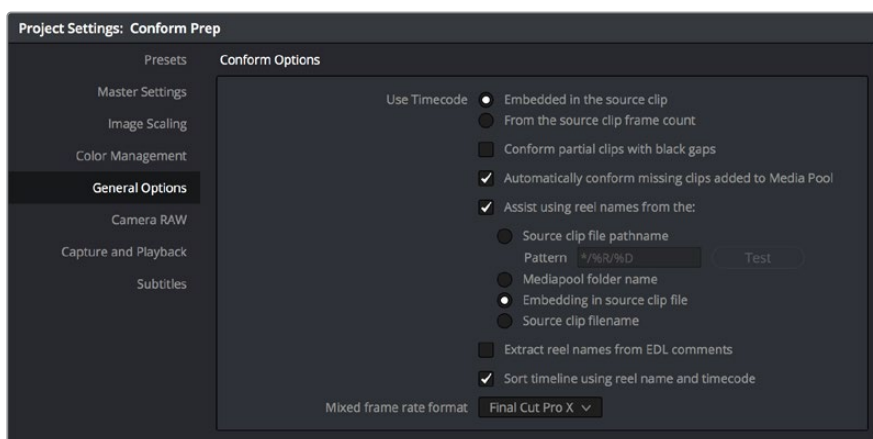 Project Settings: Conform Prep
Presets
Master Settings
Image Scaling
Color Management
General Options
Camera RAW
Capture and Playback
Subtitles
Conform Options
Use Timecode Embedded in the source clip
From the source clip frame count
Conform partial clips with black gaps
Automatically conform missing clips added to Media Pool
Assist using reel names from the:
Source clip file pathname
Pattern */%R/%D Test
Mediapool folder name
Embedding in source clip file
Source clip filename
Extract reel names from EDL comments
Sort timeline using reel name and timecode
Mixed frame rate format Final Cut Pro X